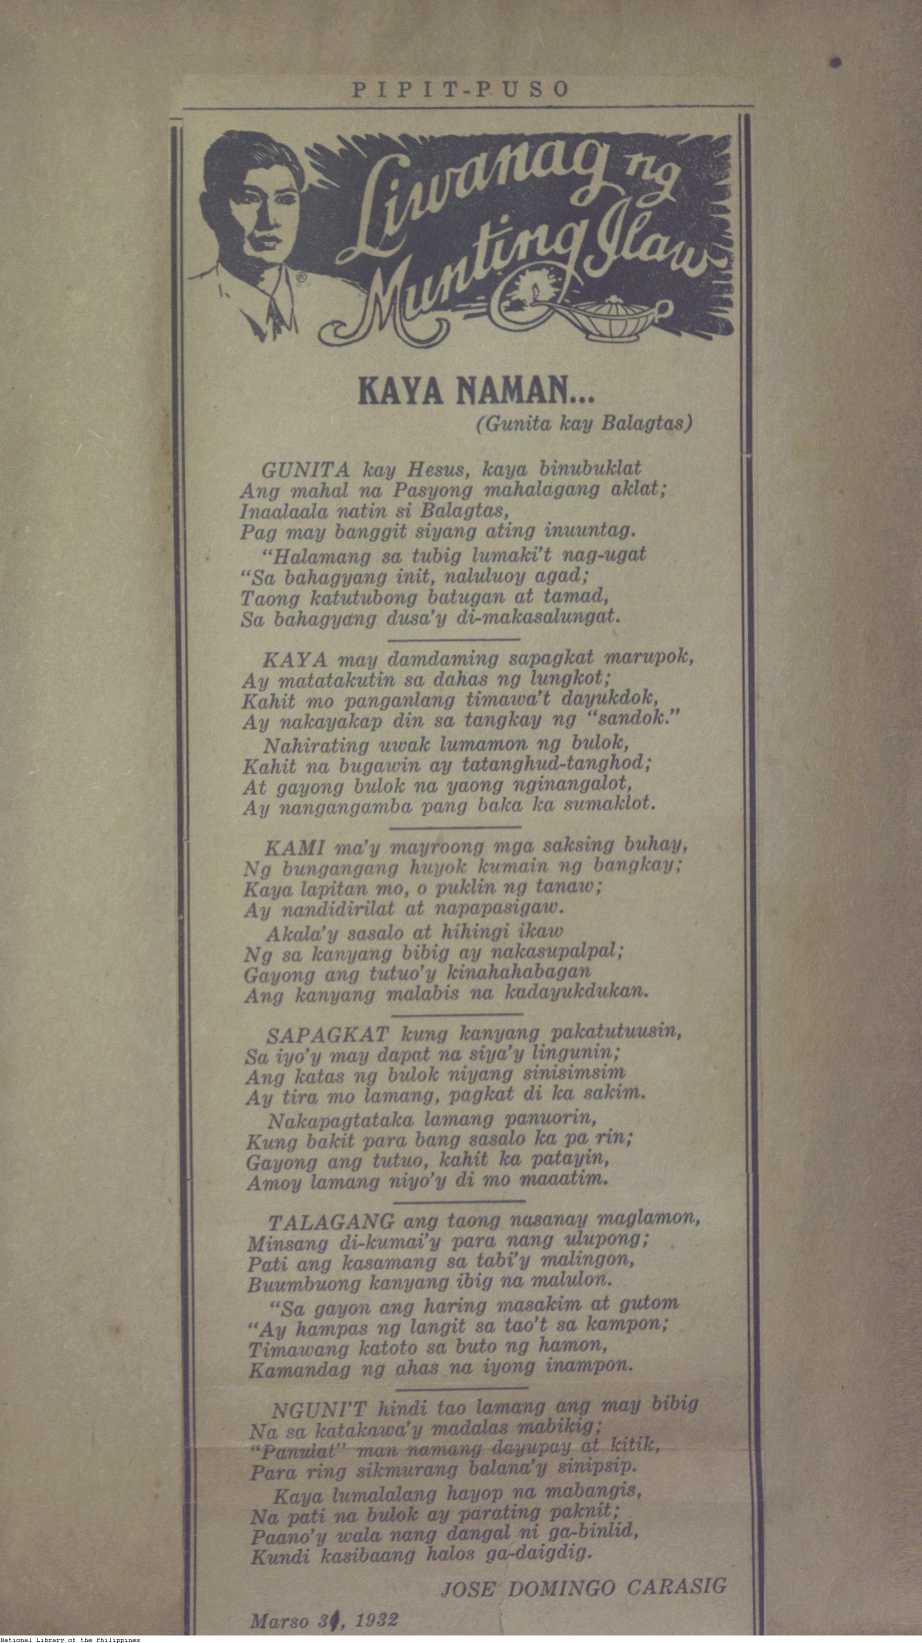 PIPIT-PUSO
Liwanag ng
Munting Ilaw
KAYA NAMAN...
(Gunita kay Balagtas)
GUNITA kay Hesus, kaya binubuklat
Ang mahal na Pasyong mahalagang aklat;
Inaalaala natin si Balagtas,
Pag may banggit siyang ating inuuntag.
“Halamang sa tubig lumaki’t nag-ugat
“Sa bahagyang init, naluluoy agad;
Taong katutubong batugan at tamad,
Sa bahagyang dusa’y di-makasalungat.
KAYA may damdaming sapagkat marupok,
Ay matatakutin sa dahas ng lungkot;
Kahit mo panganlang timawa’t dayukdok,
Ay nakayakap din sa tangkay ng “sandok.”
Nahirating uwak lumamon ng bulok,
Kahit na bugawin ay tatanghud-tanghod;
At gayong bulok na yaong nginangalot,
Ay nangangamba pang baka ka sumaklot.
KAMI ma’y mayroong mga saksing buhay,
Ng bungangang huyok kumain ng bangkay;
Kaya lapitan mo, o puklin ng tanaw;
Ay nandidirilat at napapasigaw.
Akala’y sasalo at hihingi ikaw
Ng sa kanyang bibig ay nakasupalpal;
Gayong ang tutuo’y kinahahabagan
Ang kanyang malabis na kadayukdukan.
SAPAGKAT kung kanyang pakatutuusin,
Sa iyo’y may dapat na siya’y lingunin;
Ang katas ng bulok niyang sinisimsim
Ay tira mo lamang, pagkat di ka sakim.
Nakapagtataka lamang panuorin,
Kung bakit para bang sasalo ka pa rin;
Gayong ang tutuo, kahit ka patayin,
Amoy lamang niyo’y di mo maaatim.
TALAGANG ang taong nasanay maglamon,
Minsang di-kumai’y para nang ulupong;
Pati ang kasamang sa tabi’y malingon,
Buumbuong kanyang ibig na malulon.
“Sa gayon ang haring masakim at gutom
“Ay hampas ng langit sa tao’t sa kampon;
Timawang katoto sa buto ng hamon,
Kamandag ng ahas na iyong inampon.
NGUNI’T hindi tao lamang ang may bibig
Na sa katakawa’y madalas mabikig;
man namang dayupay at kitik,
Para ring sikmurang balana’y sinipsip.
Kaya lumalalang hayop na mabangis,
Na pati na bulok ay parating paknit;
Paano’y wala nang dangal ni ga-binlid,
Kundi kasibaang halos ga-daigdig.
JOSE DOMINGO CARASIG
Marso 31, 1932
National Library of the Philippines